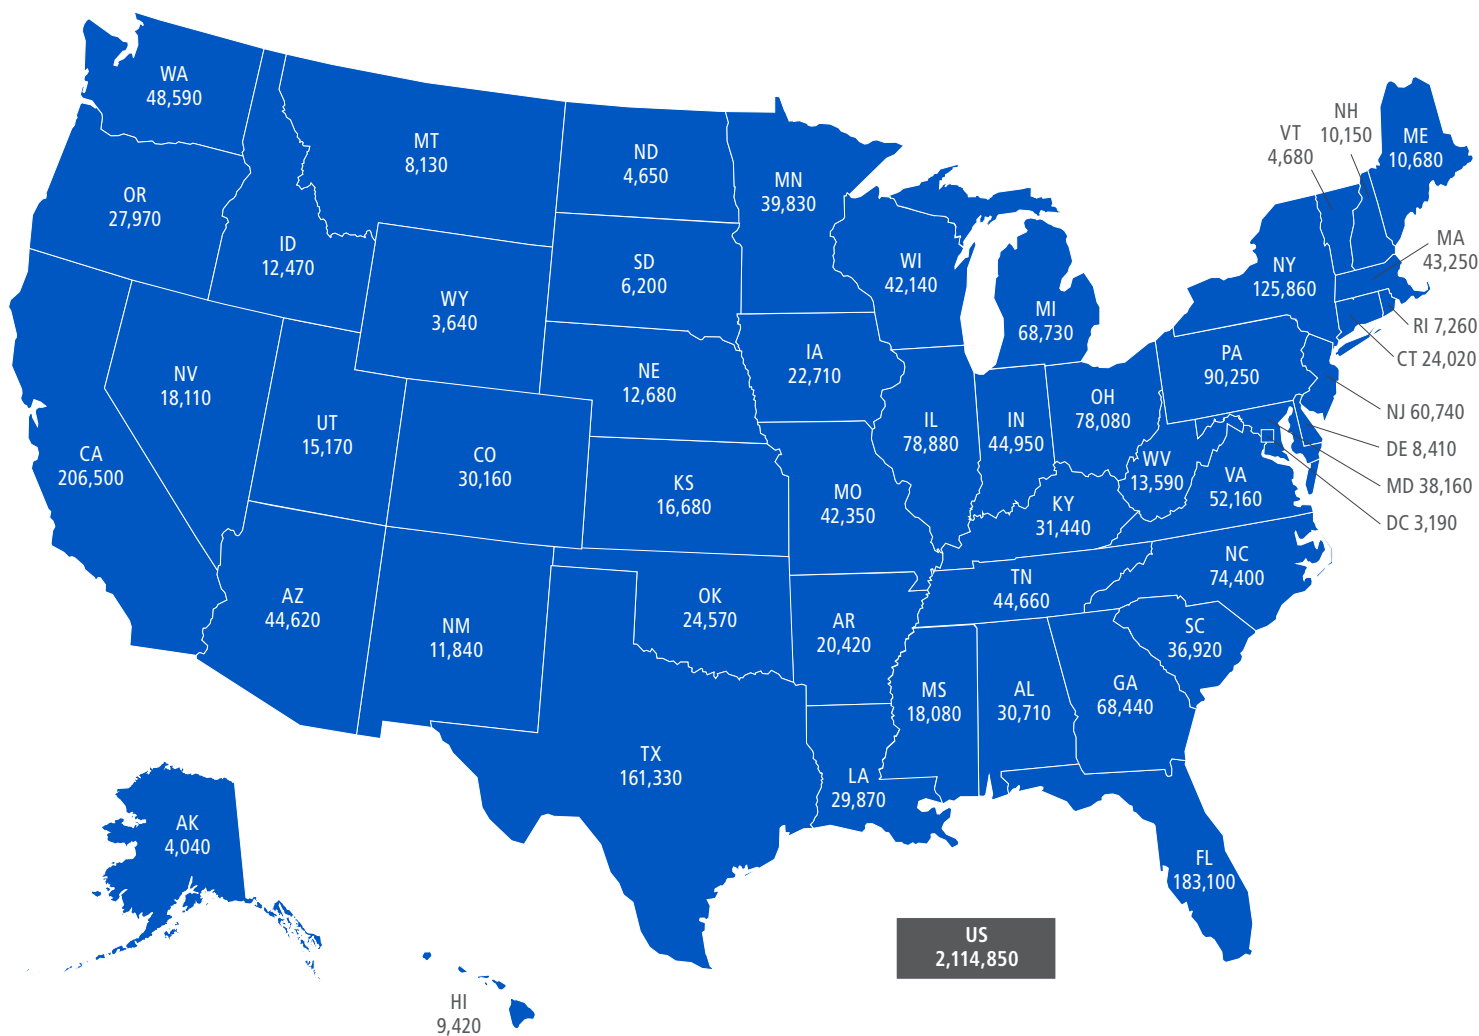 WA
48,590
MT
8,130
ND
4,650
MN
39,830
VT
4,680
NH
10,150
ME
10,680
OR
27,970
ID
12,470
WY
3,640
SD
6,200
WI
42,140
MI
68,730
NY
125,860
MA
43,250
RI 7,260
CT 24,020
NV
18,110
UT
15,170
CO
30,160
NE
12,680
IA
22,710
IL
78,880
IN
44,950
OH
78,080
PA
90,250
NJ 60,740
DE 8,410
MD 38,160
DC 3,190
CA
206,500
KS
16,680
MO
42,350
KY
31,440
WV
13,590
VA
52,160
AZ
44,620
NM
11,840
OK
24,570
AR
20,420
TN
44,660
NC
74,400
SC
36,920
TX
161,330
LA
29,870
MS
18,080
AL
30,710
GA
68,440
FL
183,100
AK
4,040
HI
9,420
US
2,114,850